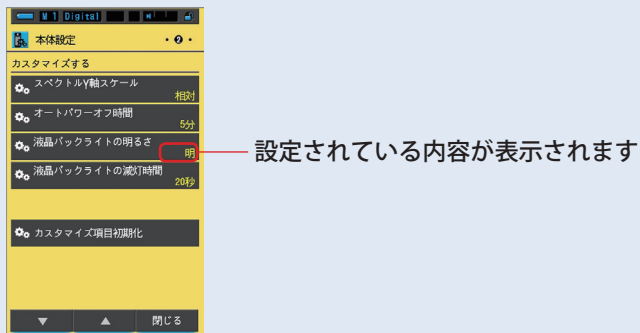 M 1 Digital
本体設定
・❷・
カスタマイズする
スペクトルY軸スケール
相対
オートパワーオフ時間
5分
液晶バックライトの明るさ
明
設定されている内容が表示されます
液晶バックライトの減灯時間
20秒
カスタマイズ項目初期化
▼ ▲ 閉じる